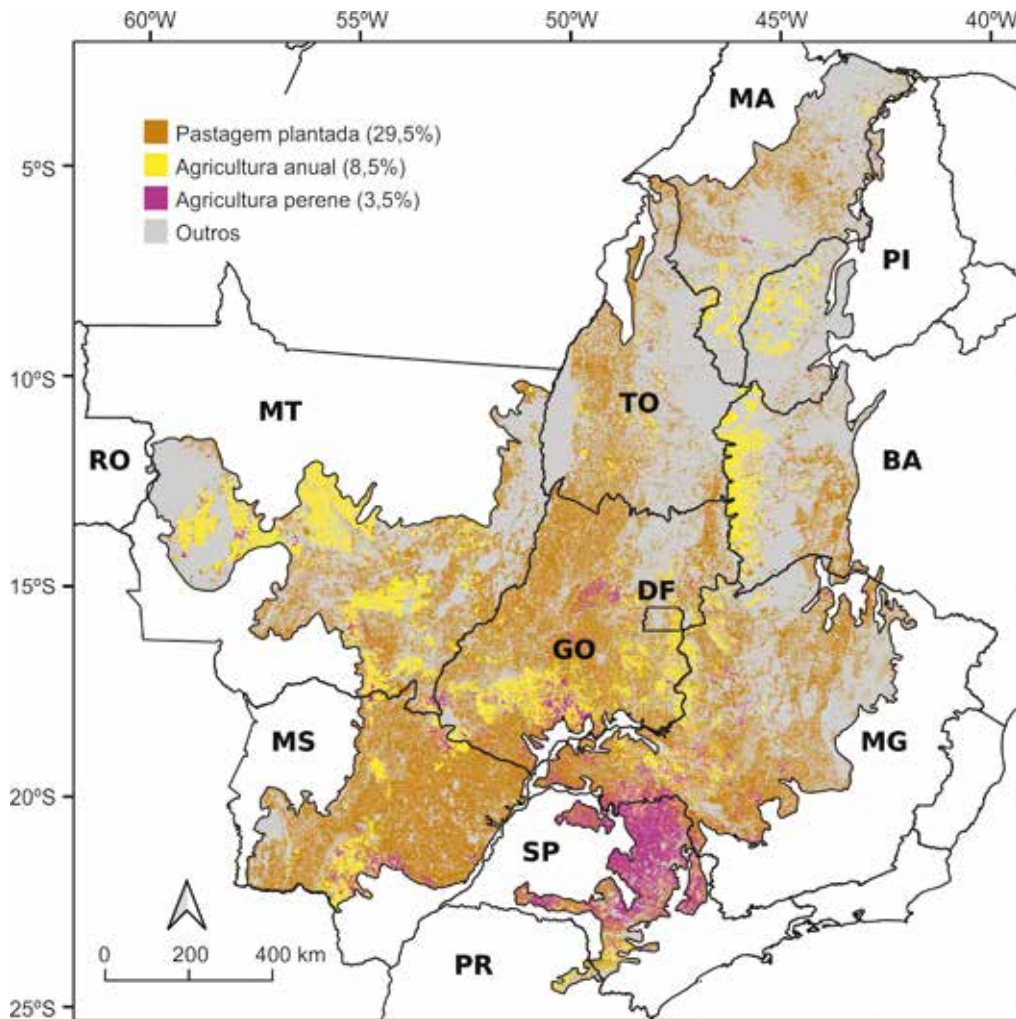 60ºW 55ºW 50ºW 45ºW 40ºW
MA
Pastagem plantada (29,5%)
Agricultura anual (8,5%)
5ºS
Agricultura perene (3,5%)
Outros
PI
10ºS
MT
TO
RO
BA
15ºS
DF
GO
MS
MG
20ºS
SP
0 200 400 km
PR
25ºS